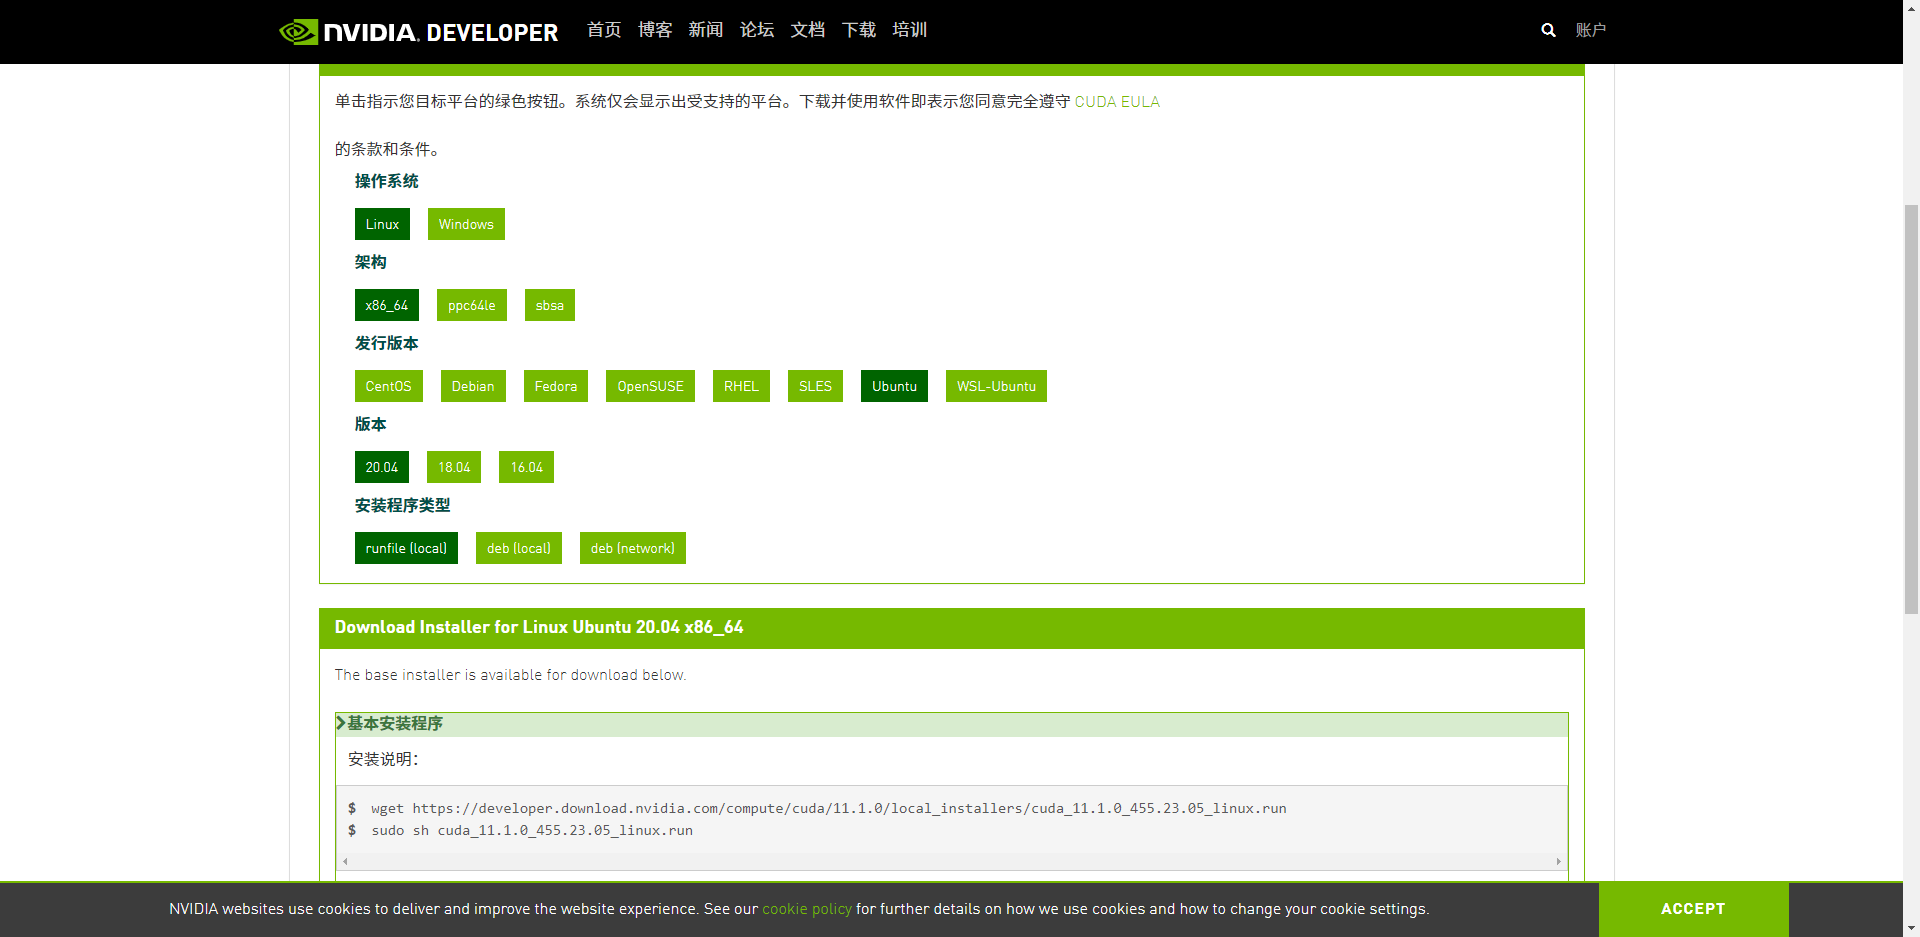 NVIDIA. DEVELOPER 首页 博客 新闻 论坛 文档 下载 培训 账户
单击指示您目标平台的绿色按钮。系统仅会显示出受支持的平台。下载并使用软件即表示您同意完全遵守 CUDA EULA
的条款和条件。
操作系统
Linux Windows
架构
x86_64 ppc64le sbsa
发行版本
CentOS Debian Fedora OpenSUSE RHEL SLES Ubuntu WSL-Ubuntu
版本
20.04 18.04 16.04
安装程序类型
runfile (local) deb (local) deb (network)
Download Installer for Linux Ubuntu 20.04 x86_64
The base installer is available for download below.
基本安装程序
安装说明：
$ wget https://developer.download.nvidia.com/compute/cuda/11.1.0/local_installers/cuda_11.1.0_455.23.05_linux.run
$ sudo sh cuda_11.1.0_455.23.05_linux.run
NVIDIA websites use cookies to deliver and improve the website experience. See our cookie policy for further details on how we use cookies and how to change your cookie settings. ACCEPT